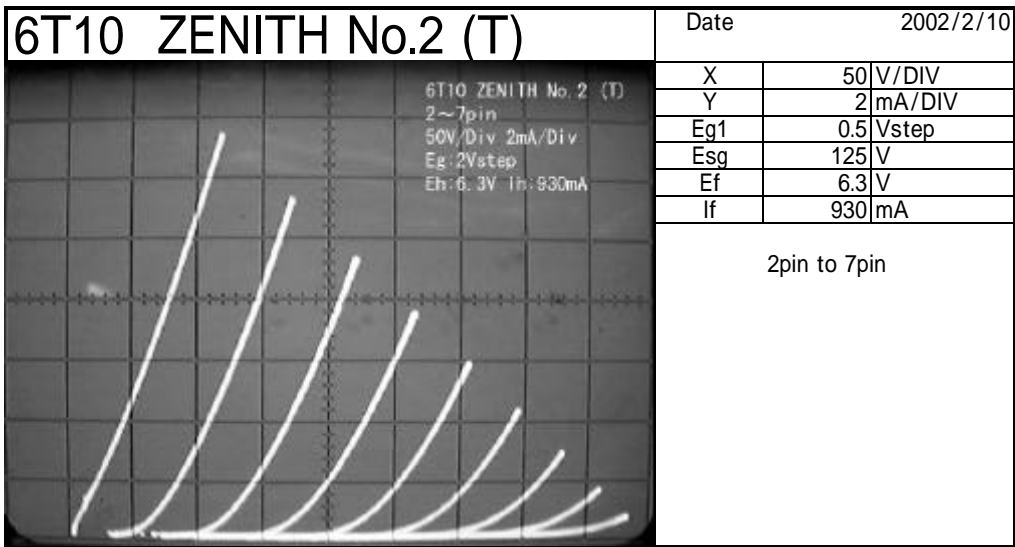 6T10 ZENITH No.2 (T)
Date 2002/2/10
6T10 ZENITH No.2 (T)
2～7pin
50V/Div 2mA/Div
Eg:2Vstep
Eh:6.3V Ih:930mA
X 50 V/DIV
Y 2 mA/DIV
Eg1 0.5 Vstep
Esg 125 V
Ef 6.3 V
If 930 mA
2pin to 7pin